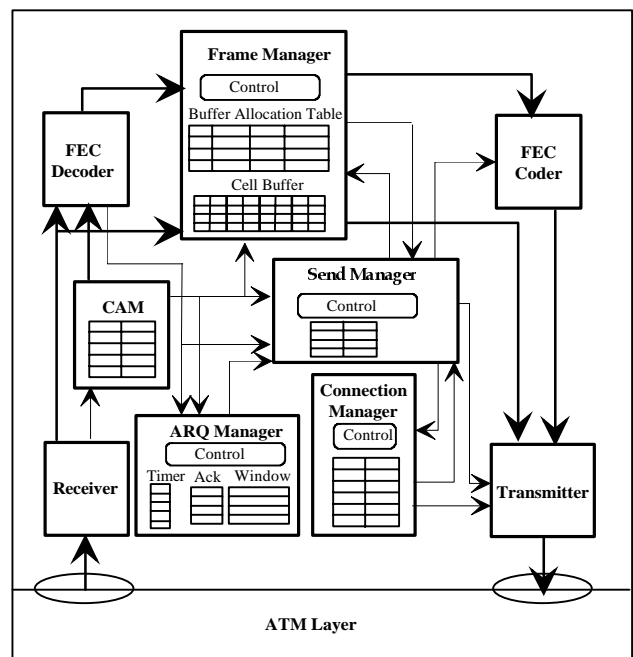 Frame Manager
Control
Buffer Allocation Table
Cell Buffer
FEC
Decoder
FEC
Coder
CAM
Send Manager
Control
Connection
Manager
Control
ARQ Manager
Control
Timer Ack Window
Receiver
Transmitter
ATM Layer